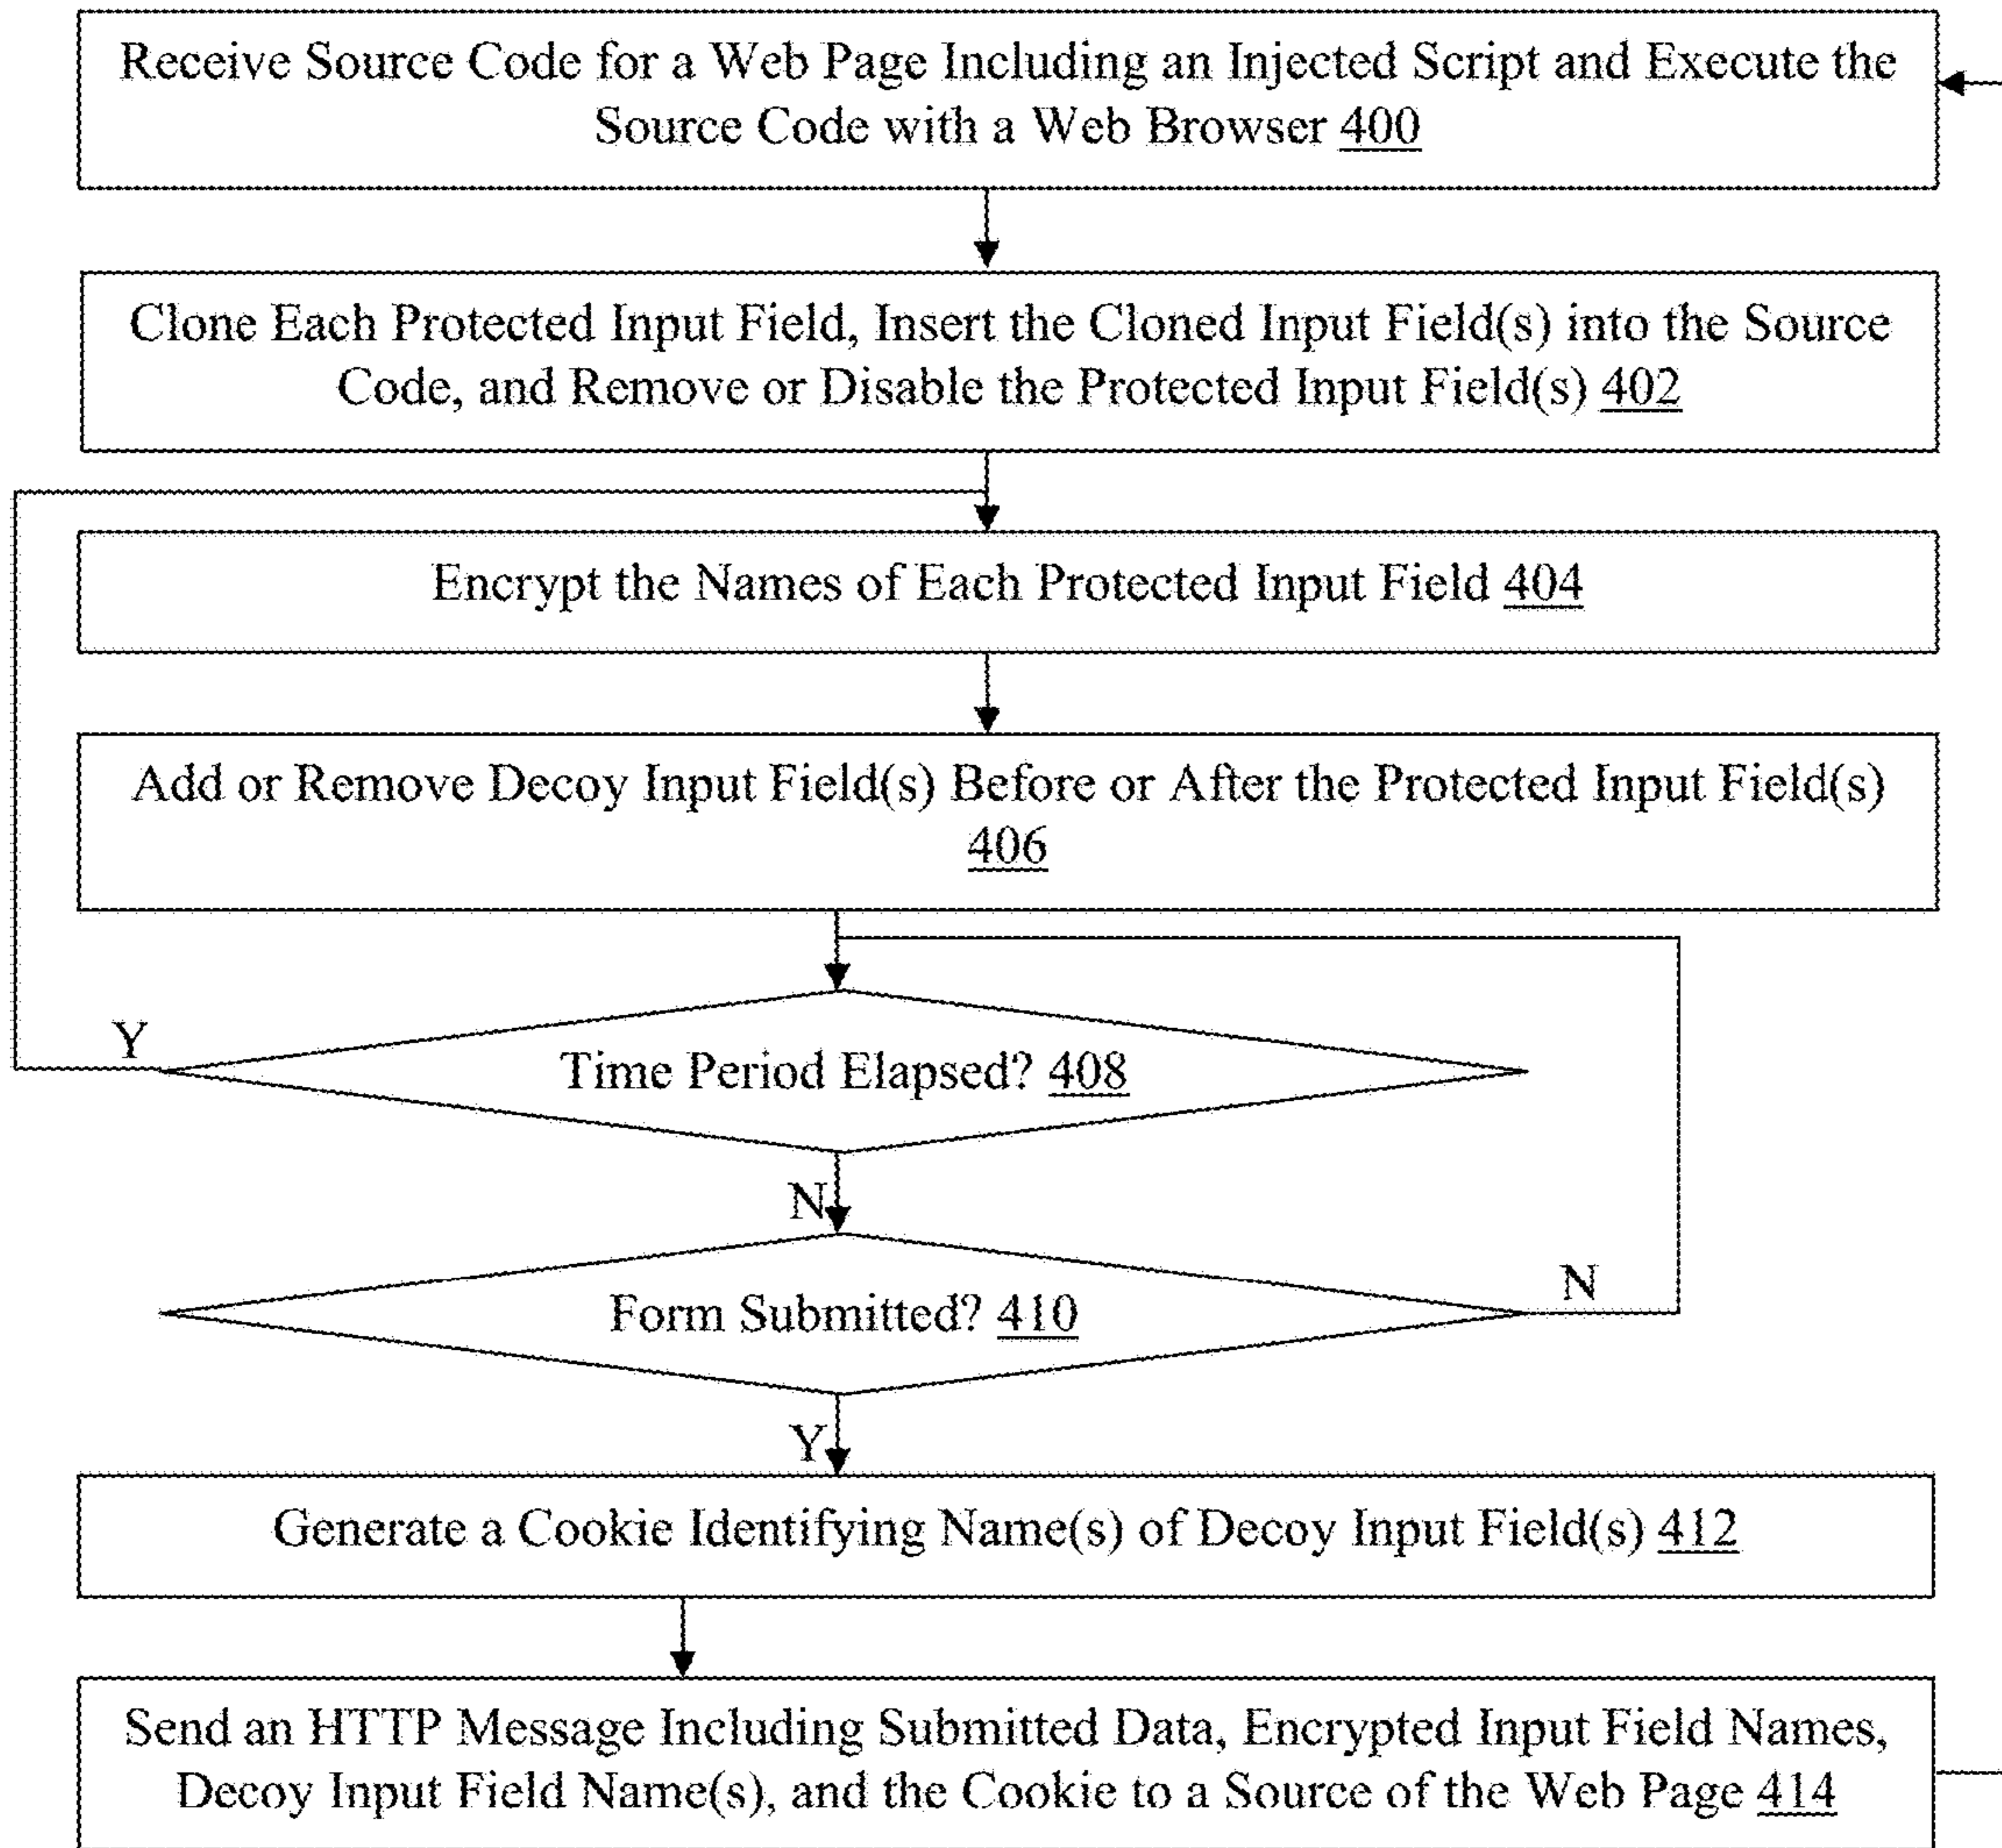 Receive Source Code for a Web Page Including an Injected Script and Execute the
Source Code with a Web Browser 400
Clone Each Protected Input Field, Insert the Cloned Input Field(s) into the Source
Code, and Remove or Disable the Protected Input Field(s) 402
Encrypt the Names of Each Protected Input Field 404
Add or Remove Decoy Input Field(s) Before or After the Protected Input Field(s)
406
Y
Time Period Elapsed? 408
N
Form Submitted? 410
N
Y
Generate a Cookie Identifying Name(s) of Decoy Input Field(s) 412
Send an HTTP Message Including Submitted Data, Encrypted Input Field Names,
Decoy Input Field Name(s), and the Cookie to a Source of the Web Page 414